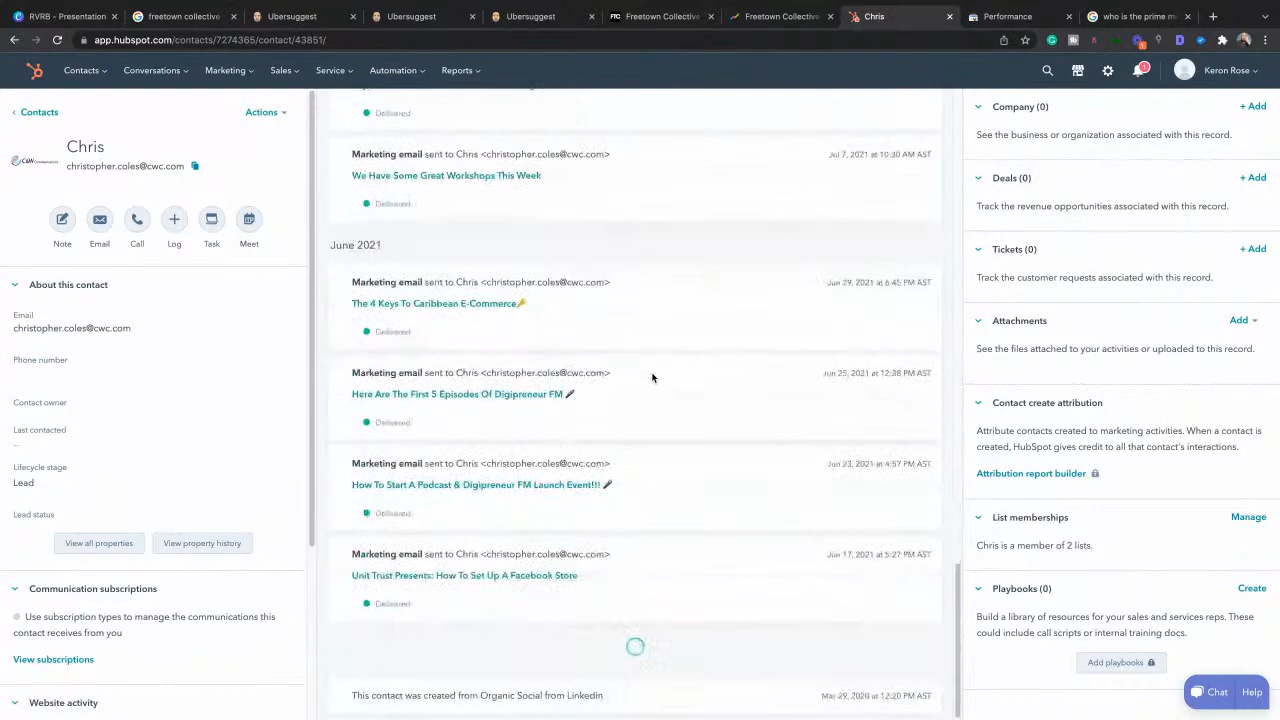 RVRB – Presentation
freetown collective
Ubersuggest
Ubersuggest
Ubersuggest
FTC
Freetown Collective
Freetown Collective
Chris
Performance
who is the prime m
app.hubspot.com/contacts/7274365/contact/43851/
Contacts
Conversations
Marketing
Sales
Service
Automation
Reports
1
Keron Rose
Contacts
Actions
Chris
christopher.coles@cwc.com
Note
Email
Call
Log
Task
Meet
About this contact
Email
christopher.coles@cwc.com
Phone number
Contact owner
Last contacted
--
Lifecycle stage
Lead
Lead status
View all properties
View property history
Communication subscriptions
Use subscription types to manage the communications this
contact receives from you
View subscriptions
Website activity
Delivered
Marketing email sent to Chris <christopher.coles@cwc.com>
Jul 7, 2021 at 10:30 AM AST
We Have Some Great Workshops This Week
Delivered
June 2021
Marketing email sent to Chris <christopher.coles@cwc.com>
Jun 29, 2021 at 6:45 PM AST
The 4 Keys To Caribbean E-Commerce🔑
Delivered
Marketing email sent to Chris <christopher.coles@cwc.com>
Jun 25, 2021 at 12:38 PM AST
Here Are The First 5 Episodes Of Digipreneur FM 🎤
Delivered
Marketing email sent to Chris <christopher.coles@cwc.com>
Jun 23, 2021 at 4:57 PM AST
How To Start A Podcast & Digipreneur FM Launch Event!!! 🎤
Delivered
Marketing email sent to Chris <christopher.coles@cwc.com>
Jun 17, 2021 at 5:27 PM AST
Unit Trust Presents: How To Set Up A Facebook Store
Delivered
This contact was created from Organic Social from Linkedin
May 29, 2020 at 12:20 PM AST
Company (0)
+ Add
See the business or organization associated with this record.
Deals (0)
+ Add
Track the revenue opportunities associated with this record.
Tickets (0)
+ Add
Track the customer requests associated with this record.
Attachments
Add
See the files attached to your activities or uploaded to this record.
Contact create attribution
Attribute contacts created to marketing activities. When a contact is
created, HubSpot gives credit to all that contact's interactions.
Attribution report builder
List memberships
Manage
Chris is a member of 2 lists.
Playbooks (0)
Create
Build a library of resources for your sales and services reps. These
could include call scripts or internal training docs.
Add playbooks
Chat
Help